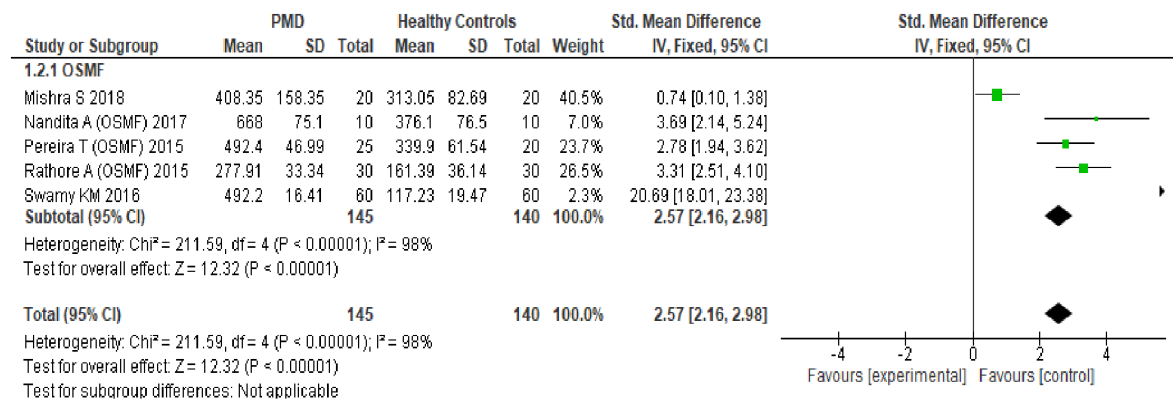 PMD Healthy Controls Std. Mean Difference Std. Mean Difference
Study or Subgroup Mean SD Total Mean SD Total Weight IV, Fixed, 95% CI IV, Fixed, 95% CI
1.2.1 OSMF
Mishra S 2018 408.35 158.35 20 313.05 82.69 20 40.5% 0.74 [0.10, 1.38]
Nandita A (OSMF) 2017 668 75.1 10 376.1 76.5 10 7.0% 3.69 [2.14, 5.24]
Pereira T (OSMF) 2015 492.4 46.99 25 339.9 61.54 20 23.7% 2.78 [1.94, 3.62]
Rathore A (OSMF) 2015 277.91 33.34 30 161.39 36.14 30 26.5% 3.31 [2.51, 4.10]
Swamy KM 2016 492.2 16.41 60 117.23 19.47 60 2.3% 20.69 [18.01, 23.38]
Subtotal (95% CI) 145 140 100.0% 2.57 [2.16, 2.98]
Heterogeneity: Chi² = 211.59, df = 4 (P < 0.00001); I² = 98%
Test for overall effect: Z = 12.32 (P < 0.00001)
Total (95% CI) 145 140 100.0% 2.57 [2.16, 2.98]
Heterogeneity: Chi² = 211.59, df = 4 (P < 0.00001); I² = 98%
Test for overall effect: Z = 12.32 (P < 0.00001)
Test for subgroup differences: Not applicable
-4 -2 0 2 4
Favours [experimental] Favours [control]